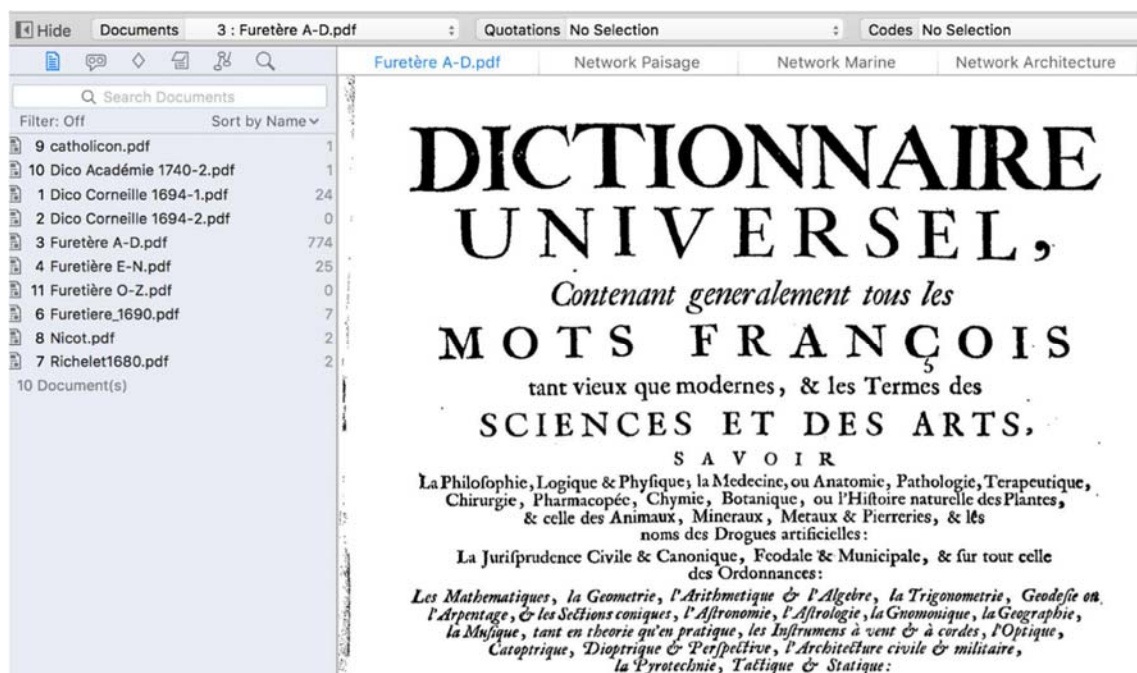 Hide Documents 3 : Furetère A-D.pdf Quotations No Selection Codes No Selection
Furetère A-D.pdf Network Paisage Network Marine Network Architecture
Search Documents
Filter: Off Sort by Name
9 catholicon.pdf 1
10 Dico Académie 1740-2.pdf 1
1 Dico Corneille 1694-1.pdf 24
2 Dico Corneille 1694-2.pdf 0
3 Furetère A-D.pdf 774
4 Furetière E-N.pdf 25
11 Furetière O-Z.pdf 0
6 Furetiere_1690.pdf 7
8 Nicot.pdf 2
7 Richelet1680.pdf 2
10 Document(s)
DICTIONNAIRE
UNIVERSEL,
Contenant generalement tous les
MOTS FRANÇOIS
tant vieux que modernes, & les Termes des
SCIENCES ET DES ARTS,
SAVOIR
La Philoſophie, Logique & Phyſique; la Medecine, ou Anatomie, Pathologie, Terapeutique,
Chirurgie, Pharmacopée, Chymie, Botanique, ou l'Hiſtoire naturelle des Plantes,
& celle des Animaux, Mineraux, Metaux & Pierreries, & les
noms des Drogues artificielles:
La Juriſprudence Civile & Canonique, Feodale & Municipale, & ſur tout celle
des Ordonnances:
Les Mathematiques, la Geometrie, l'Arithmetique & l'Algebre, la Trigonometrie, Geodeſie ou
l'Arpentage, & les Sections coniques, l'Aſtronomie, l'Aſtrologie, la Gnomonique, la Geographie,
la Muſique, tant en theorie qu'en pratique, les Inſtrumens à vent & à cordes, l'Optique,
Catoptrique, Dioptrique & Perſpective, l'Architecture civile & militaire,
la Pyrotechnie, Tactique & Statique: